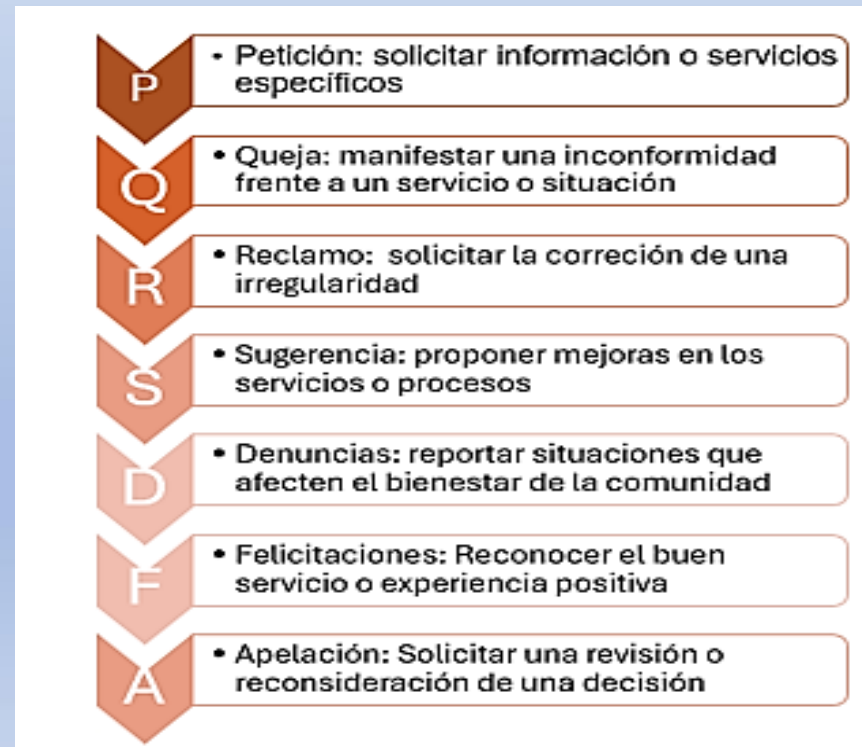 P
• Petición: solicitar información o servicios
específicos
Q
• Queja: manifestar una inconformidad
frente a un servicio o situación
R
• Reclamo: solicitar la correción de una
irregularidad
S
• Sugerencia: proponer mejoras en los
servicios o procesos
D
• Denuncias: reportar situaciones que
afecten el bienestar de la comunidad
F
• Felicitaciones: Reconocer el buen
servicio o experiencia positiva
A
• Apelación: Solicitar una revisión o
reconsideración de una decisión